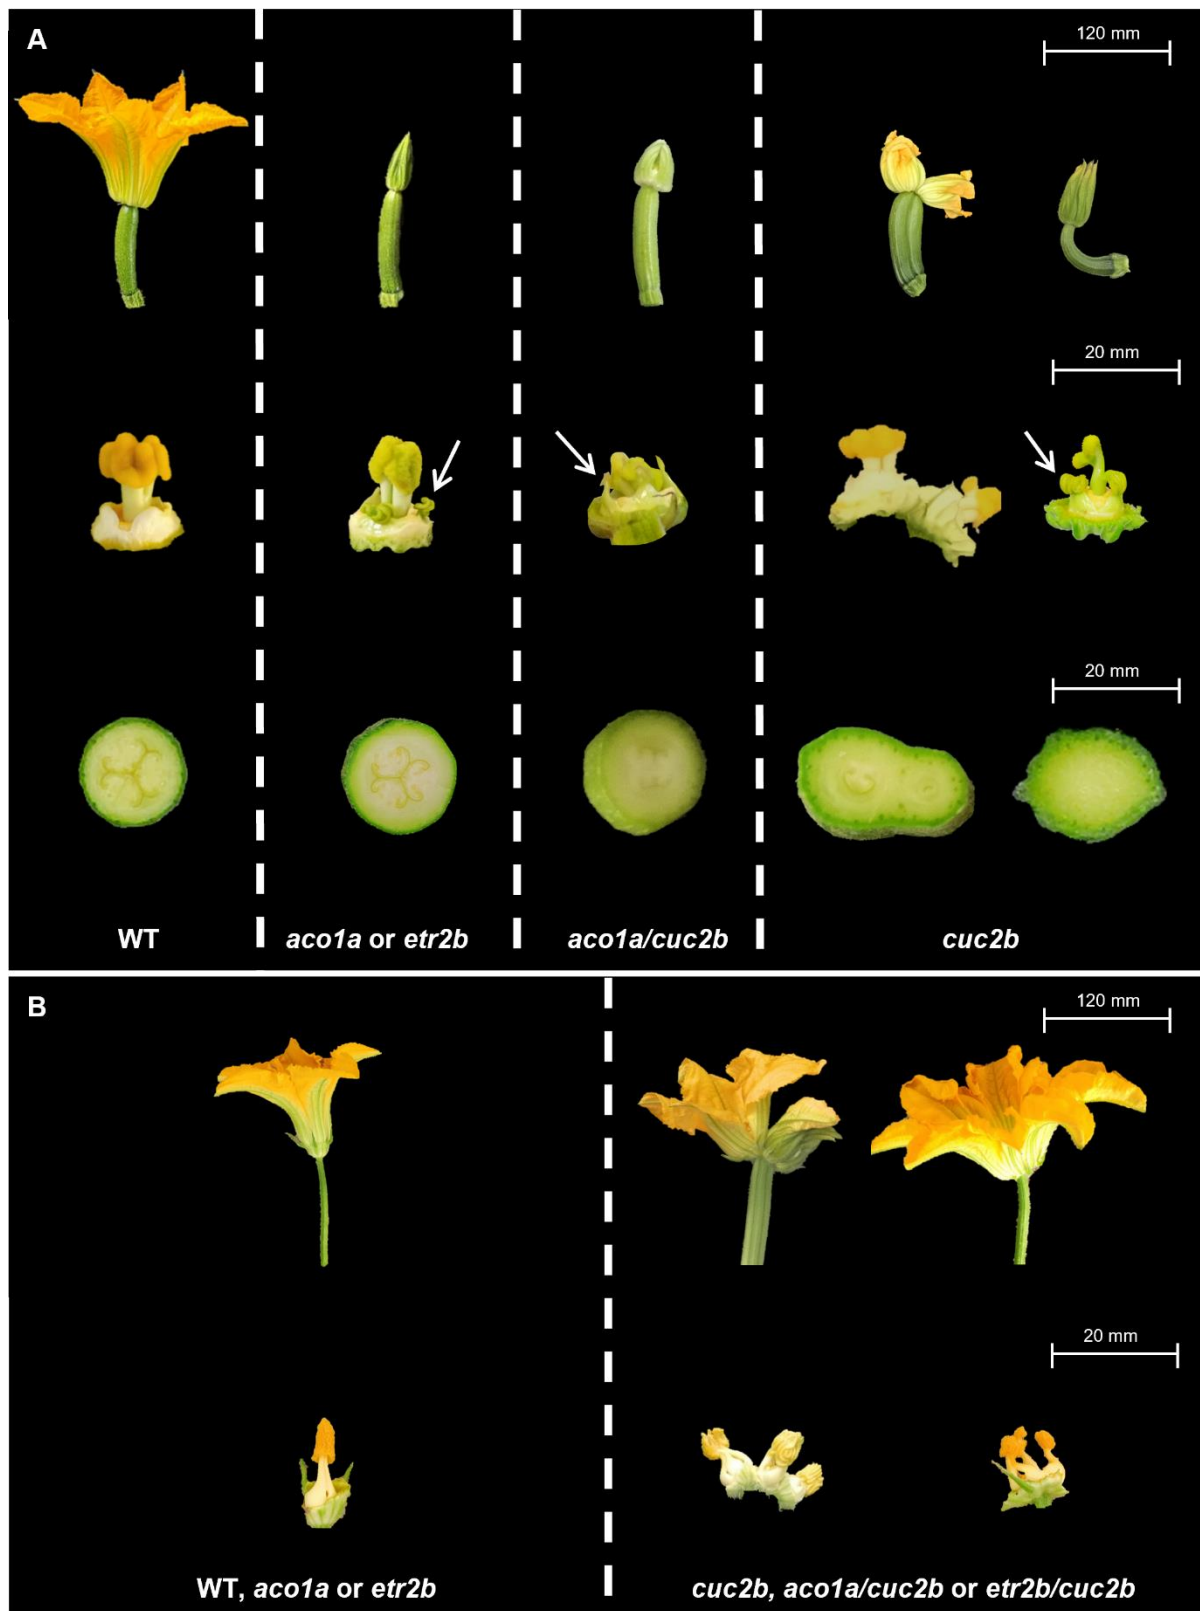 A
120 mm
20 mm
20 mm
WT
aco1a or etr2b
aco1a/cuc2b
cuc2b
B
120 mm
20 mm
WT, aco1a or etr2b
cuc2b, aco1a/cuc2b or etr2b/cuc2b